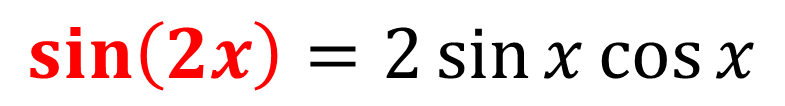 sin(2x) = 2 sin x cos x